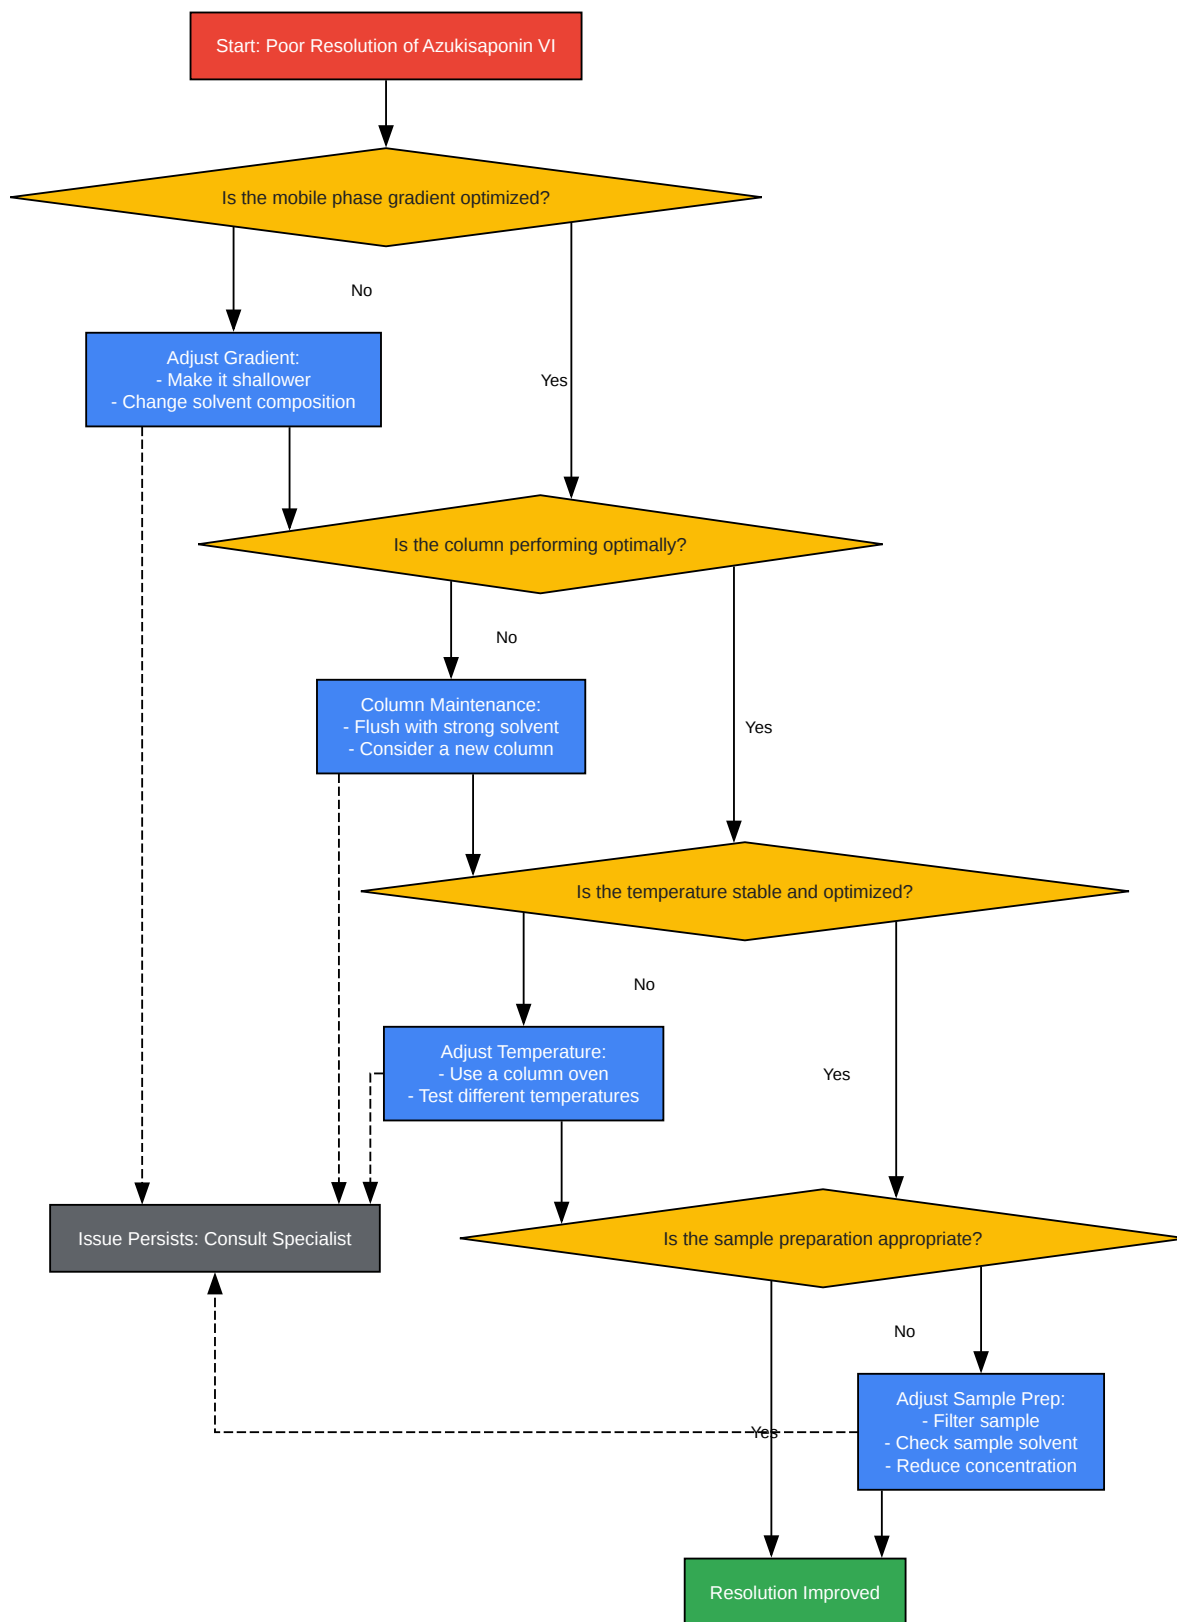 Start: Poor Resolution of Azukisaponin VI
Is the mobile phase gradient optimized?
No
Adjust Gradient:
- Make it shallower
- Change solvent composition
Yes
Is the column performing optimally?
No
Column Maintenance:
- Flush with strong solvent
- Consider a new column
Yes
Is the temperature stable and optimized?
No
Adjust Temperature:
- Use a column oven
- Test different temperatures
Yes
Issue Persists: Consult Specialist
Is the sample preparation appropriate?
No
Adjust Sample Prep:
- Filter sample
- Check sample solvent
- Reduce concentration
Yes
Resolution Improved